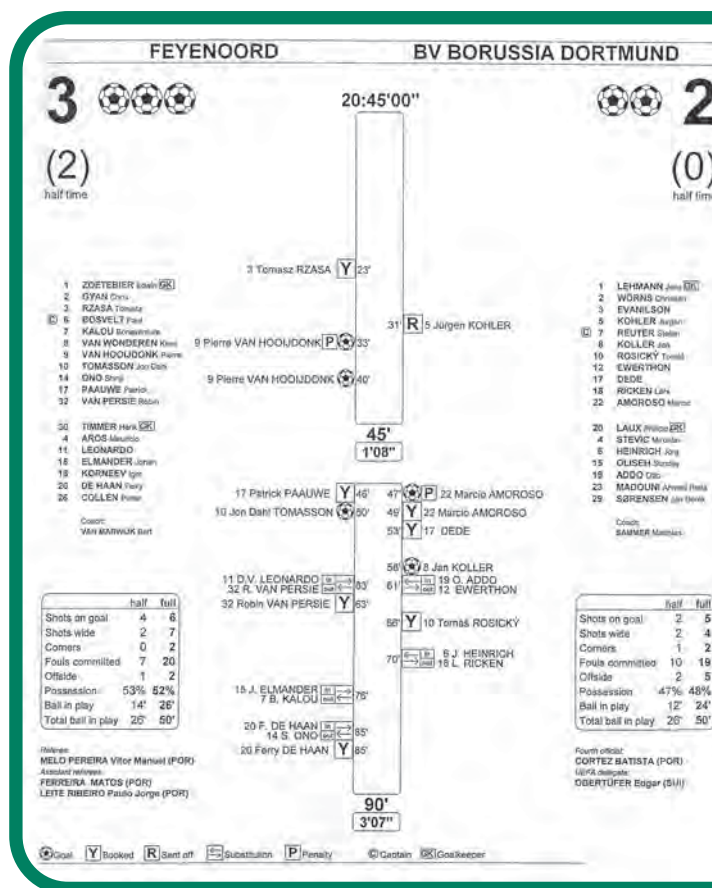 FEYENOORD BV BORUSSIA DORTMUND
3 2
20:45'00"
(2) (0)
half time half time
3 Tomasz RZASA Y 23'
31' R 5 Jürgen KOHLER
9 Pierre VAN HOOIJDONK P 33'
9 Pierre VAN HOOIJDONK 40'
1 ZOETEBIER Edwin GK
2 GYAN Chris
3 RZASA Tomasz
C 6 BOSVELT Paul
7 KALOU Bonaventure
8 VAN WONDEREN Kees
9 VAN HOOIJDONK Pierre
10 TOMASSON Jon Dahl
14 ONO Shinji
17 PAAUWE Patrick
32 VAN PERSIE Robin
30 TIMMER Henk GK
4 AROS Mauricio
11 LEONARDO
15 ELMANDER Johan
18 KORNEEV Igor
20 DE HAAN Ferry
26 COLLEN Pieter
Coach:
VAN MARWIJK Bert
1 LEHMANN Jens GK
2 WÖRNS Christian
3 EVANILSON
5 KOHLER Jürgen
C 7 REUTER Stefan
8 KOLLER Jan
10 ROSICKÝ Tomáš
12 EWERTHON
17 DEDE
18 RICKEN Lars
22 AMOROSO Marcio
20 LAUX Philipp GK
4 STEVIC Miroslav
6 HEINRICH Jörg
15 OLISEH Sunday
19 ADDO Otto
23 MADOUNI Ahmed Reda
29 SØRENSEN Jan Derek
Coach:
SAMMER Matthias
45'
1'08"
17 Patrick PAAUWE Y 46'
47' P 22 Marcio AMOROSO
10 Jon Dahl TOMASSON 50'
49' Y 22 Marcio AMOROSO
53' Y 17 DEDE
58' 8 Jan KOLLER
11 D.V. LEONARDO in
32 R. VAN PERSIE out 63'
61' in 19 O. ADDO
out 12 EWERTHON
32 Robin VAN PERSIE Y 63'
Y 10 Tomáš ROSICKÝ
70' in 6 J. HEINRICH
out 18 L. RICKEN
15 J. ELMANDER in
7 B. KALOU out 76'
20 F. DE HAAN in
14 S. ONO out 85'
20 Ferry DE HAAN Y 85'
90'
3'07"
half full
Shots on goal 4 6
Shots wide 2 7
Corners 0 2
Fouls committed 7 20
Offside 1 2
Possession 53% 52%
Ball in play 14' 26'
Total ball in play 26' 50'
half full
Shots on goal 2 5
Shots wide 2 4
Corners 1 2
Fouls committed 10 19
Offside 2 5
Possession 47% 48%
Ball in play 12' 24'
Total ball in play 26' 50'
Referee:
MELO PEREIRA Vitor Manuel (POR)
Assistant referees:
FERREIRA MATOS (POR)
LEITE RIBEIRO Paulo Jorge (POR)
Fourth official:
CORTEZ BATISTA (POR)
UEFA delegate:
OBERTÜFER Edgar (SUI)
Goal Y Booked R Sent off Substitution P Penalty C Captain GK Goalkeeper